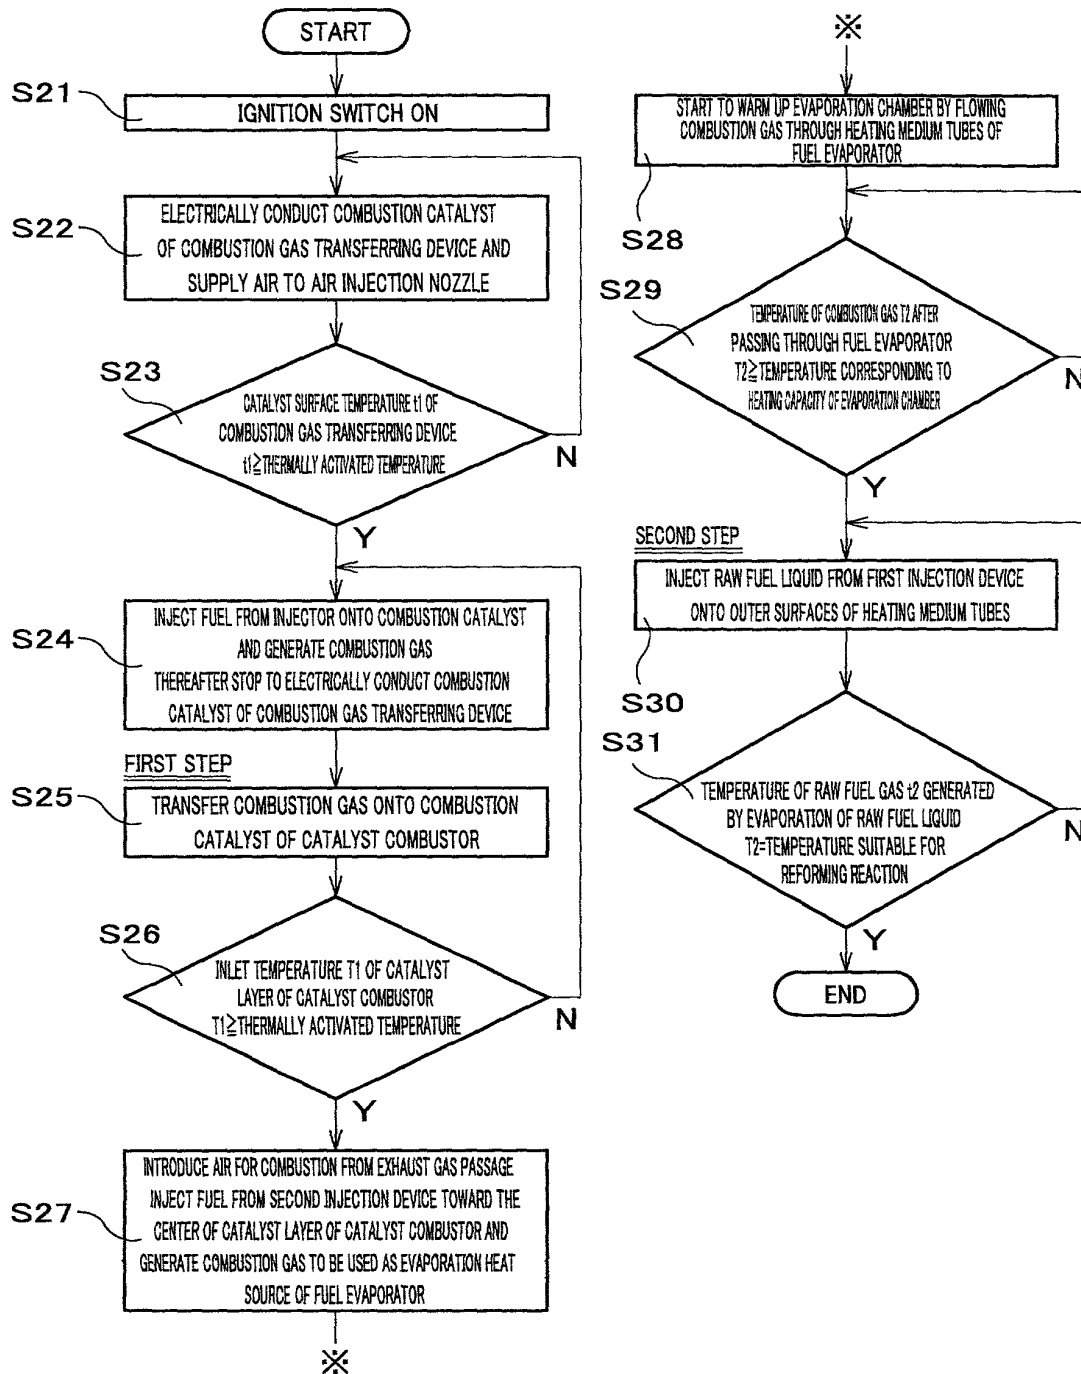 START
S21
IGNITION SWITCH ON
S22
ELECTRICALLY CONDUCT COMBUSTION CATALYST
OF COMBUSTION GAS TRANSFERRING DEVICE AND
SUPPLY AIR TO AIR INJECTION NOZZLE
S23
CATALYST SURFACE TEMPERATURE t1 OF
COMBUSTION GAS TRANSFERRING DEVICE
t1≧THERMALLY ACTIVATED TEMPERATURE
N
Y
S24
INJECT FUEL FROM INJECTOR ONTO COMBUSTION CATALYST
AND GENERATE COMBUSTION GAS
THEREAFTER STOP TO ELECTRICALLY CONDUCT COMBUSTION
CATALYST OF COMBUSTION GAS TRANSFERRING DEVICE
FIRST STEP
S25
TRANSFER COMBUSTION GAS ONTO COMBUSTION
CATALYST OF CATALYST COMBUSTOR
S26
INLET TEMPERATURE T1 OF CATALYST
LAYER OF CATALYST COMBUSTOR
T1≧THERMALLY ACTIVATED TEMPERATURE
N
Y
S27
INTRODUCE AIR FOR COMBUSTION FROM EXHAUST GAS PASSAGE
INJECT FUEL FROM SECOND INJECTION DEVICE TOWARD THE
CENTER OF CATALYST LAYER OF CATALYST COMBUSTOR AND
GENERATE COMBUSTION GAS TO BE USED AS EVAPORATION HEAT
SOURCE OF FUEL EVAPORATOR
※
※
START TO WARM UP EVAPORATION CHAMBER BY FLOWING
COMBUSTION GAS THROUGH HEATING MEDIUM TUBES OF
FUEL EVAPORATOR
S28
S29
TEMPERATURE OF COMBUSTION GAS T2 AFTER
PASSING THROUGH FUEL EVAPORATOR
T2≧TEMPERATURE CORRESPONDING TO
HEATING CAPACITY OF EVAPORATION CHAMBER
N
Y
SECOND STEP
INJECT RAW FUEL LIQUID FROM FIRST INJECTION DEVICE
ONTO OUTER SURFACES OF HEATING MEDIUM TUBES
S30
S31
TEMPERATURE OF RAW FUEL GAS t2 GENERATED
BY EVAPORATION OF RAW FUEL LIQUID
T2=TEMPERATURE SUITABLE FOR
REFORMING REACTION
N
Y
END